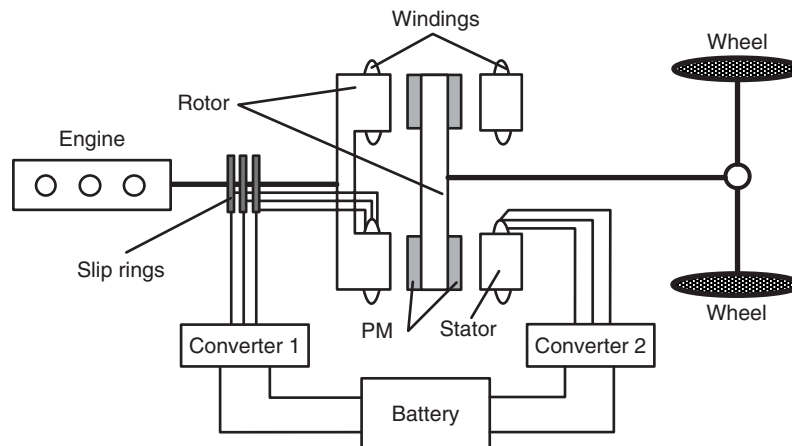 Windings
Wheel
Rotor
Engine
Slip rings
PM
Stator
Wheel
Converter 1
Converter 2
Battery